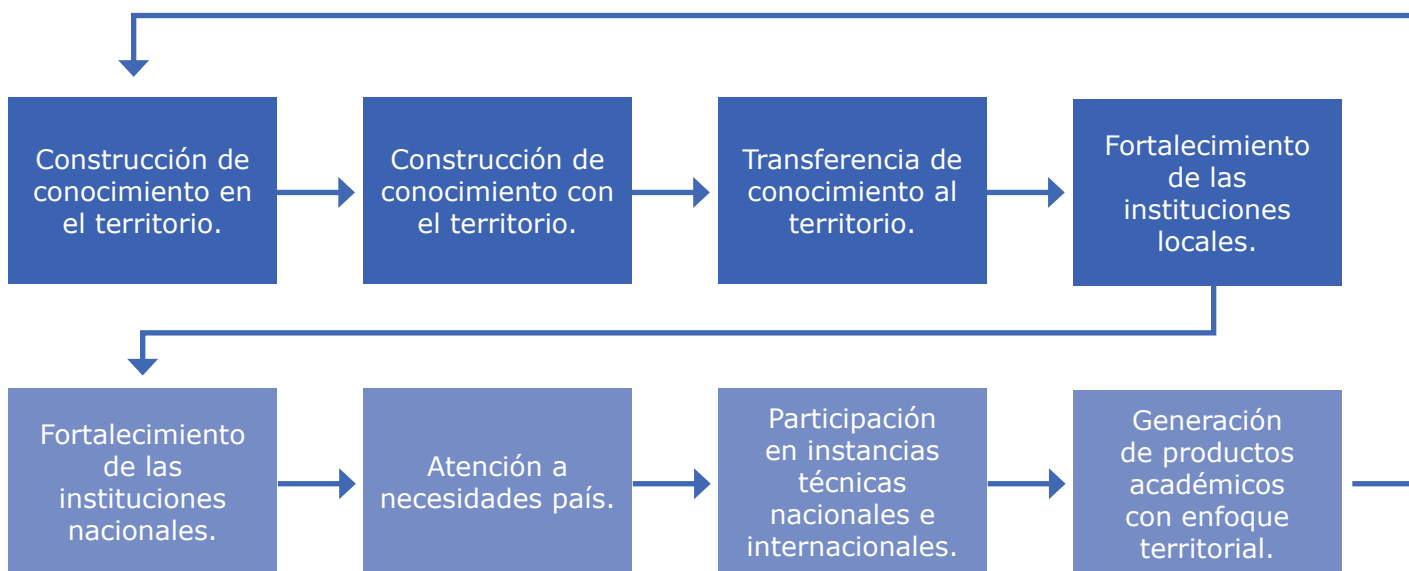 Construcción de
conocimiento en
el territorio.
Construcción de
conocimiento con
el territorio.
Transferencia de
conocimiento al
territorio.
Fortalecimiento
de las
instituciones
locales.
Fortalecimiento
de las
instituciones
nacionales.
Atención a
necesidades país.
Participación
en instancias
técnicas
nacionales e
internacionales.
Generación
de productos
académicos
con enfoque
territorial.